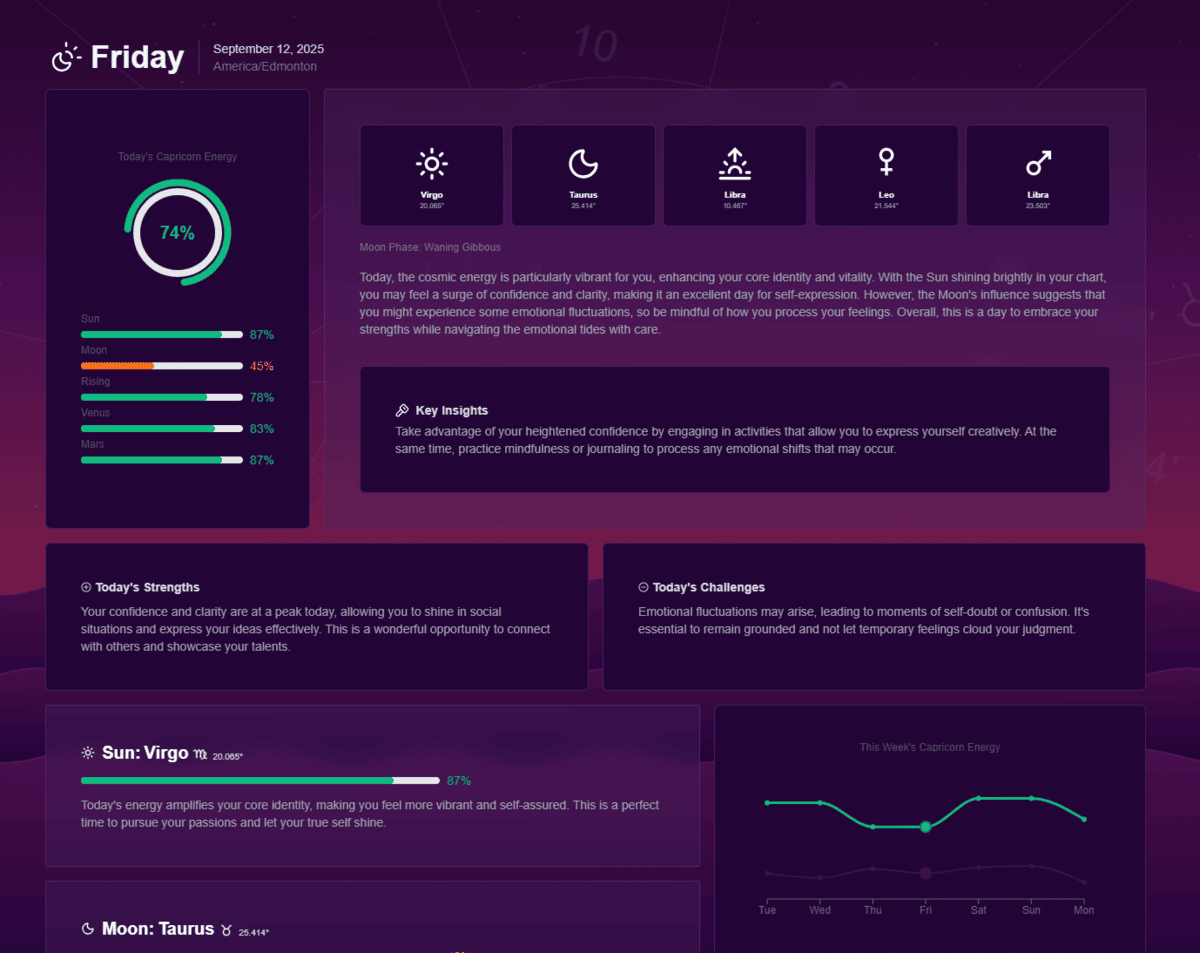 Friday
September 12, 2025
America/Edmonton
10
Today's Capricorn Energy
74%
Sun
87%
Moon
45%
Rising
78%
Venus
83%
Mars
87%
Virgo
20.065°
Taurus
25.414°
Libra
10.467°
Leo
21.544°
Libra
23.503°
Moon Phase: Waning Gibbous
Today, the cosmic energy is particularly vibrant for you, enhancing your core identity and vitality. With the Sun shining brightly in your chart,
you may feel a surge of confidence and clarity, making it an excellent day for self-expression. However, the Moon's influence suggests that
you might experience some emotional fluctuations, so be mindful of how you process your feelings. Overall, this is a day to embrace your
strengths while navigating the emotional tides with care.
Key Insights
Take advantage of your heightened confidence by engaging in activities that allow you to express yourself creatively. At the
same time, practice mindfulness or journaling to process any emotional shifts that may occur.
Today's Strengths
Your confidence and clarity are at a peak today, allowing you to shine in social
situations and express your ideas effectively. This is a wonderful opportunity to connect
with others and showcase your talents.
Today's Challenges
Emotional fluctuations may arise, leading to moments of self-doubt or confusion. It's
essential to remain grounded and not let temporary feelings cloud your judgment.
Sun: Virgo ♍ 20.065°
87%
Today's energy amplifies your core identity, making you feel more vibrant and self-assured. This is a perfect
time to pursue your passions and let your true self shine.
Moon: Taurus ♉ 25.414°
This Week's Capricorn Energy
Tue Wed Thu Fri Sat Sun Mon